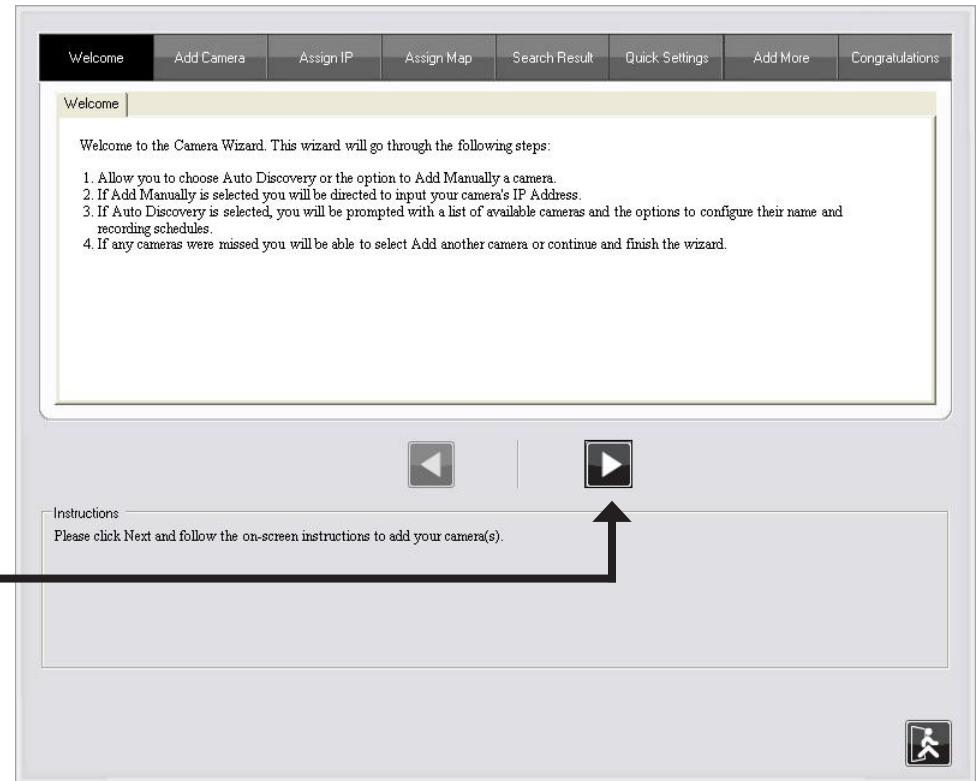 Welcome Add Camera Assign IP Assign Map Search Result Quick Settings Add More Congratulations
Welcome
Welcome to the Camera Wizard. This wizard will go through the following steps:
1. Allow you to choose Auto Discovery or the option to Add Manually a camera.
2. If Add Manually is selected you will be directed to input your camera's IP Address.
3. If Auto Discovery is selected, you will be prompted with a list of available cameras and the options to configure their name and
recording schedules.
4. If any cameras were missed you will be able to select Add another camera or continue and finish the wizard.
Instructions
Please click Next and follow the on-screen instructions to add your camera(s).